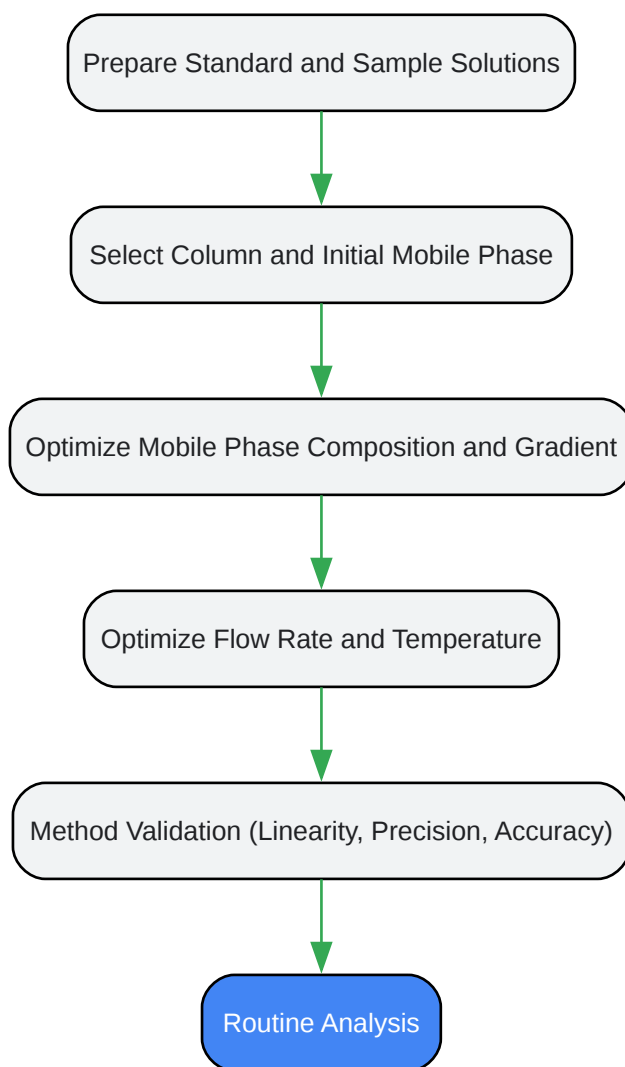 Prepare Standard and Sample Solutions
Select Column and Initial Mobile Phase
Optimize Mobile Phase Composition and Gradient
Optimize Flow Rate and Temperature
Method Validation (Linearity, Precision, Accuracy)
Routine Analysis